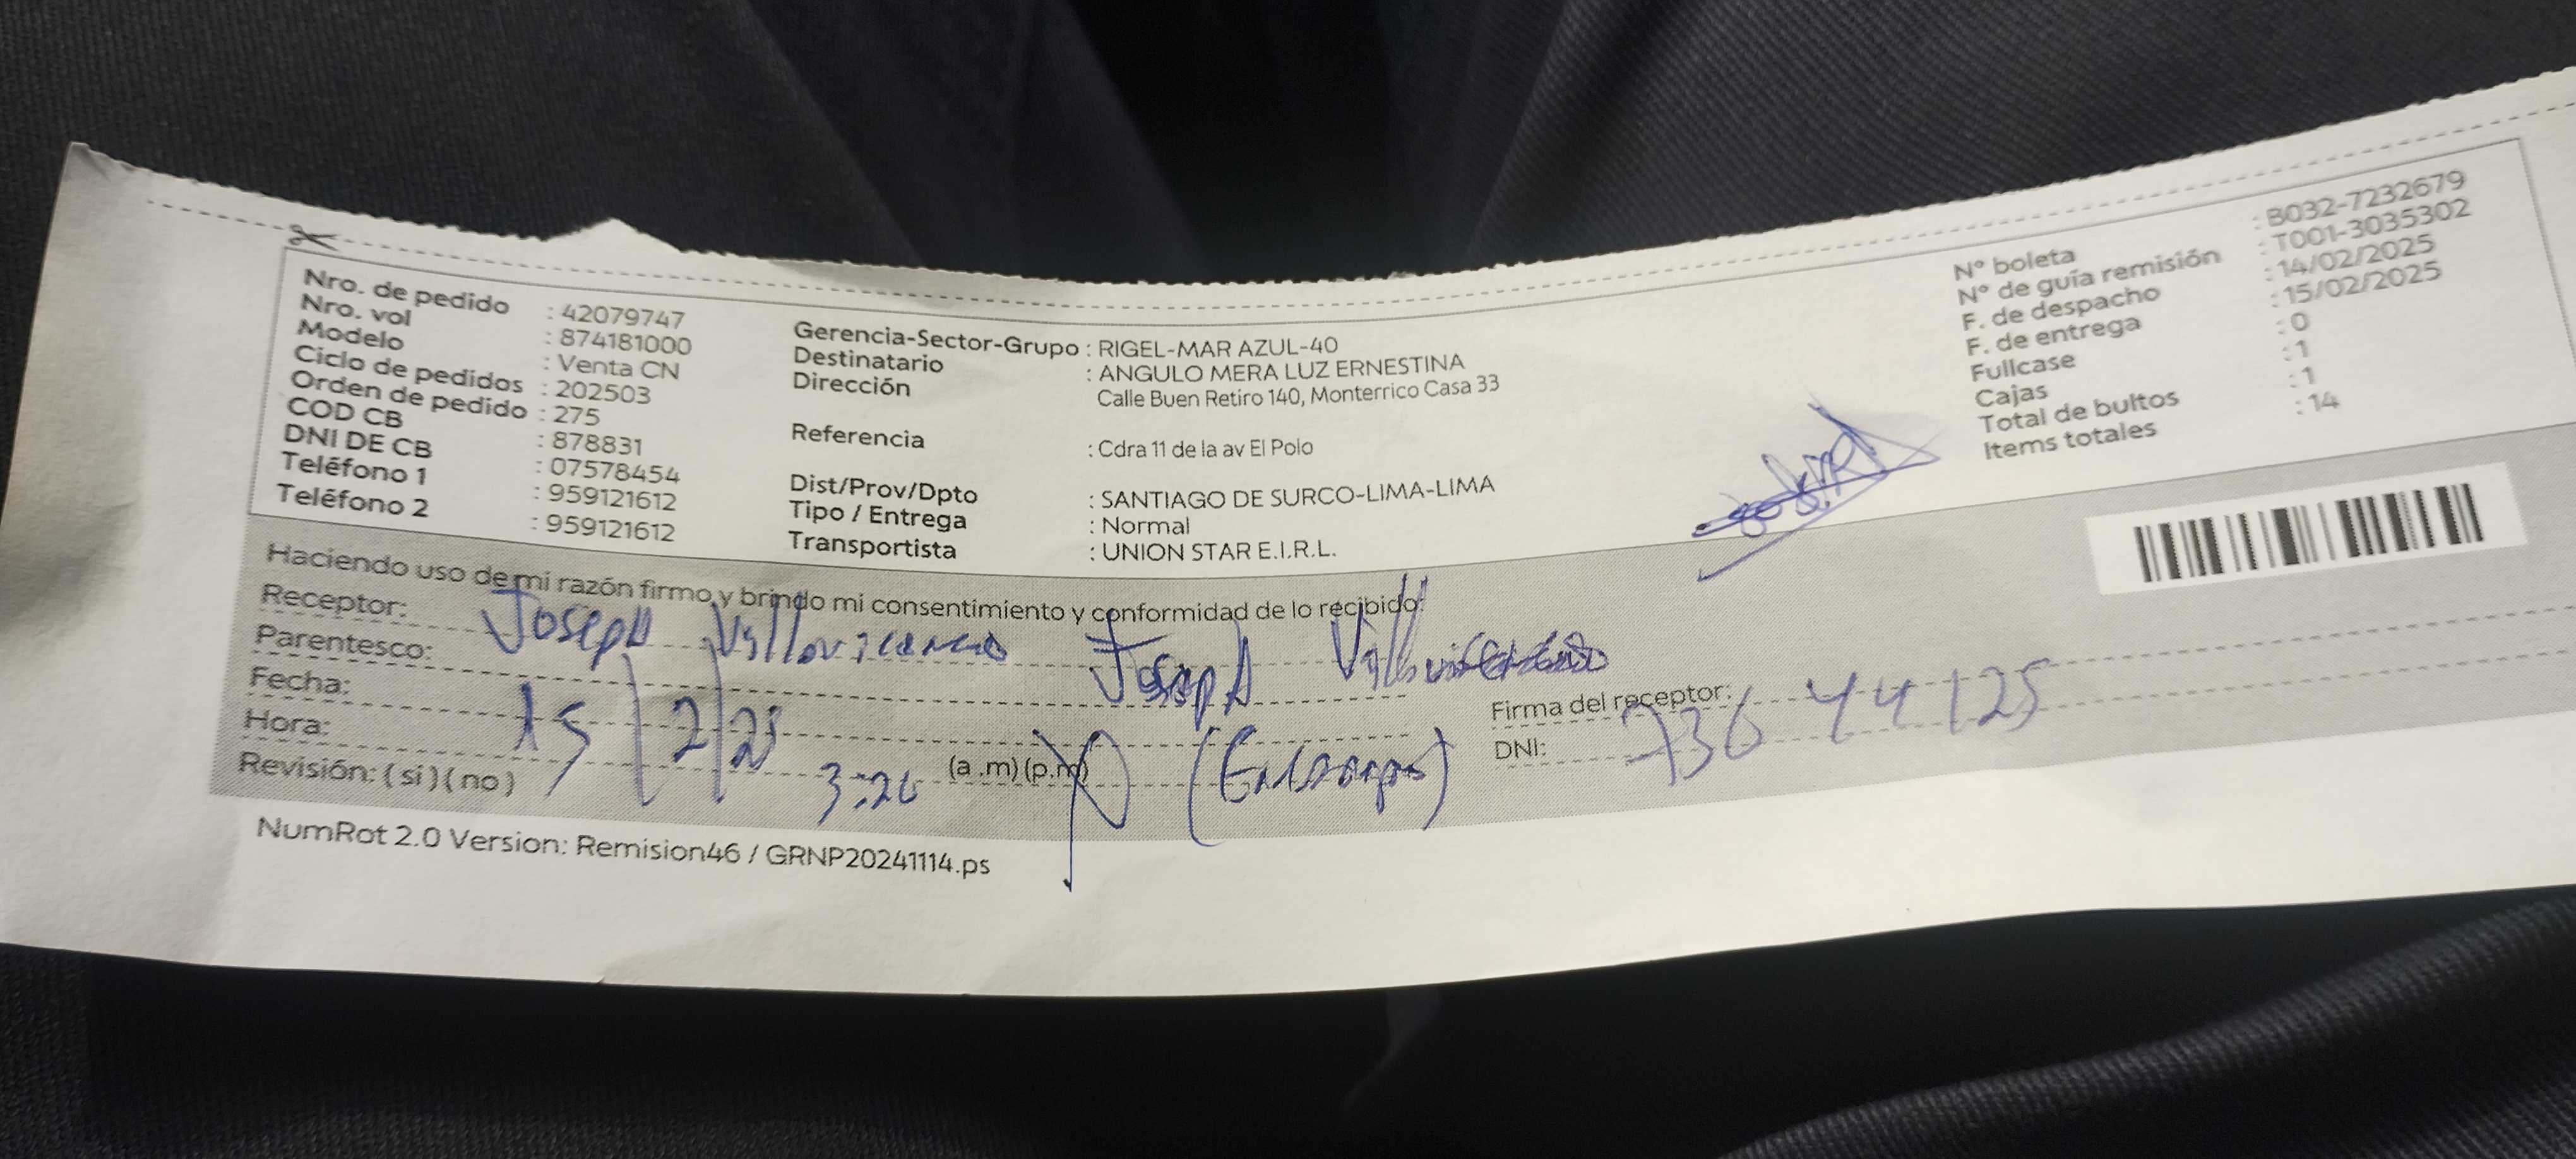 Nro. de pedido : 42079747
Nro. vol : 874181000
Modelo : Venta CN
Ciclo de pedidos : 202503
Orden de pedido : 275
COD CB : 878831
DNI DE CB : 07578454
Teléfono 1 : 959121612
Teléfono 2 : 959121612
Gerencia-Sector-Grupo : RIGEL-MAR AZUL-40
Destinatario : ANGULO MERA LUZ ERNESTINA
Dirección Calle Buen Retiro 140, Monterrico Casa 33
Referencia : Cdra 11 de la av El Polo
Dist/Prov/Dpto : SANTIAGO DE SURCO-LIMA-LIMA
Tipo / Entrega : Normal
Transportista : UNION STAR E.I.R.L.
N° boleta : B032-7232679
N° de guía remisión : T001-3035302
F. de despacho : 14/02/2025
F. de entrega : 15/02/2025
Fullcase : 0
Cajas : 1
Total de bultos : 1
Items totales : 14
Haciendo uso de mi razón firmo y brindo mi consentimiento y conformidad de lo recibido:
Receptor: Joseph Joseph
Parentesco:
Fecha: 15/2/25
Hora: (a .m) (p.m)
Revisión: ( si ) ( no )
Firma del receptor:
DNI: 73644125
NumRot 2.0 Version: Remision46 / GRNP20241114.ps